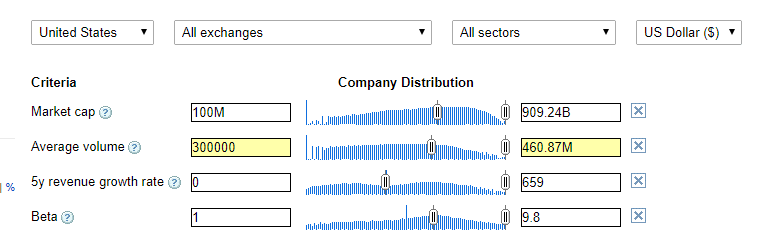 United States All exchanges All sectors US Dollar ($)
Criteria Company Distribution
Market cap ? 100M 909.24B
Average volume ? 300000 460.87M
%
5y revenue growth rate ? 0 659
Beta ? 1 9.8